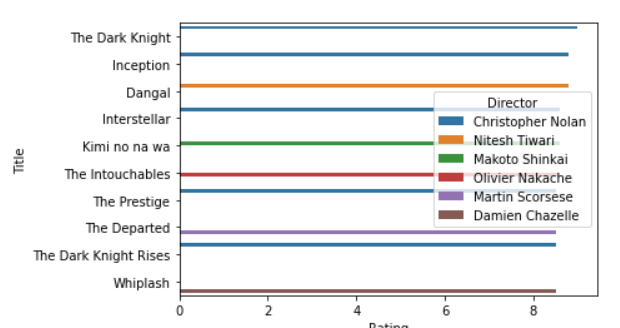 The Dark Knight
Inception
Dangal
Interstellar
Kimi no na wa
The Intouchables
The Prestige
The Departed
The Dark Knight Rises
Whiplash
Title
Director
Christopher Nolan
Nitesh Tiwari
Makoto Shinkai
Olivier Nakache
Martin Scorsese
Damien Chazelle
0 2 4 6 8
Rating